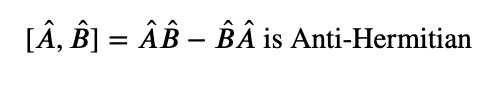 [Â, B̂] = ÂB̂ − B̂Â is Anti-Hermitian